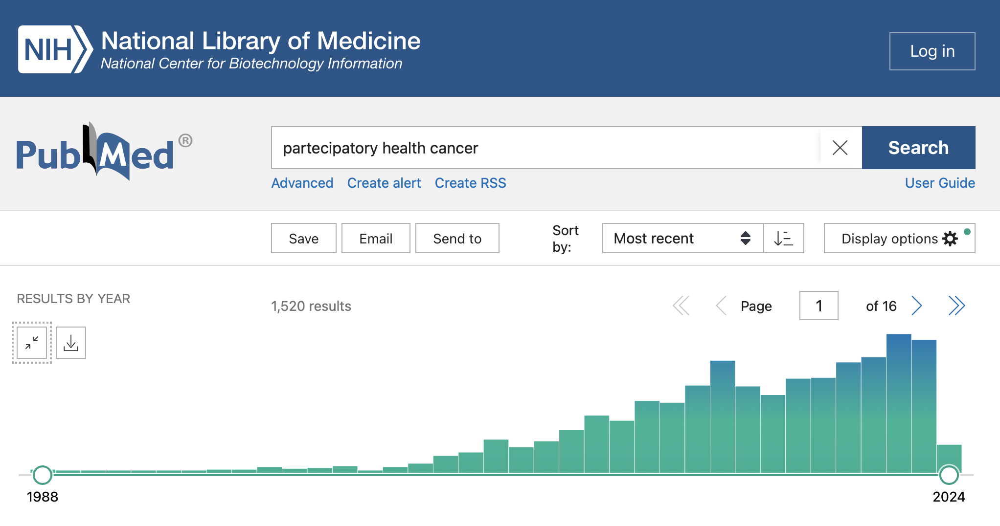 NIH National Library of Medicine
National Center for Biotechnology Information
Log in
PubMed®
partecipatory health cancer
Search
Advanced Create alert Create RSS User Guide
Save Email Send to Sort by: Most recent Display options
RESULTS BY YEAR
1,520 results
Page 1 of 16
1988 2024